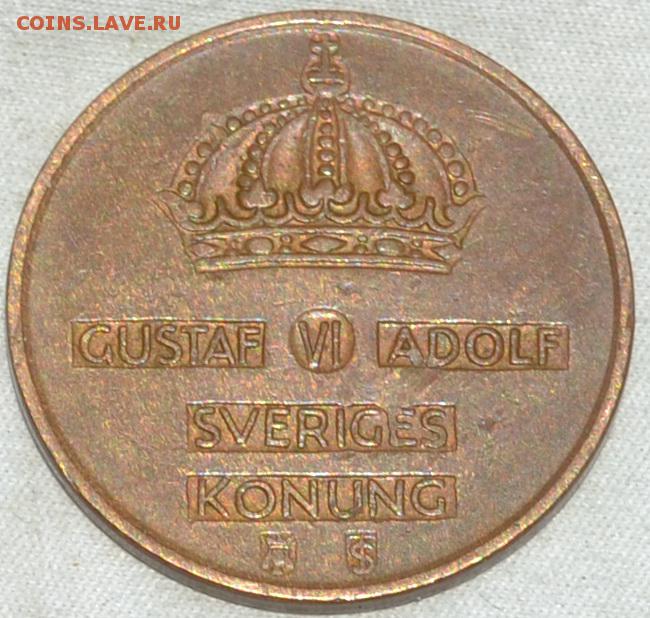 COINS.LAVE.RU
GUSTAF VI ADOLF
SVERIGES
KONUNG